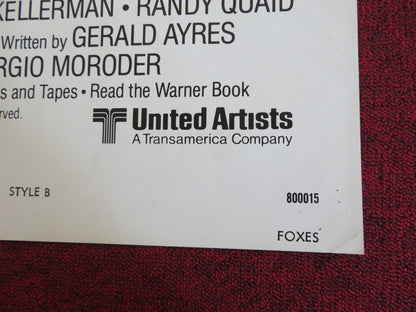 KELLERMAN • RANDY QUAID
Written by GERALD AYRES
RGIO MORODER
s and Tapes • Read the Warner Book
rved.
United Artists
A Transamerica Company
STYLE B
800015
FOXES